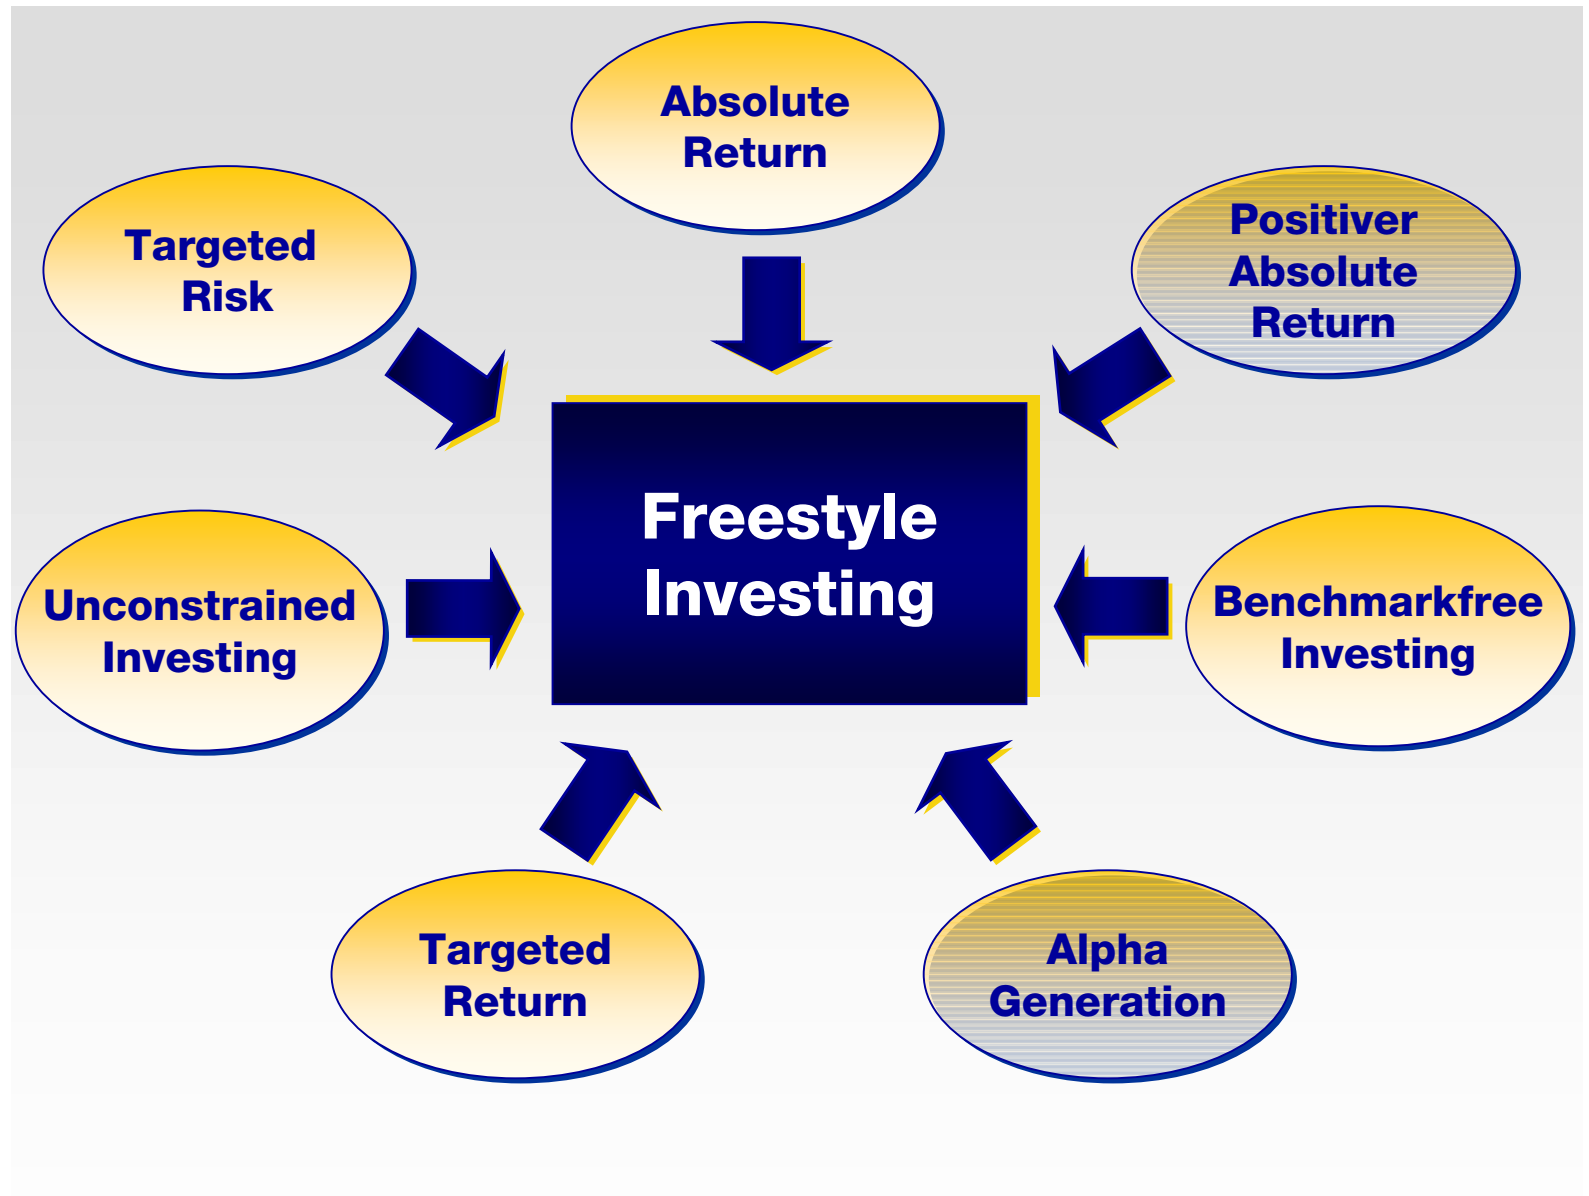 Absolute
Return
Targeted
Risk
Positiver
Absolute
Return
Freestyle
Investing
Unconstrained
Investing
Benchmarkfree
Investing
Targeted
Return
Alpha
Generation